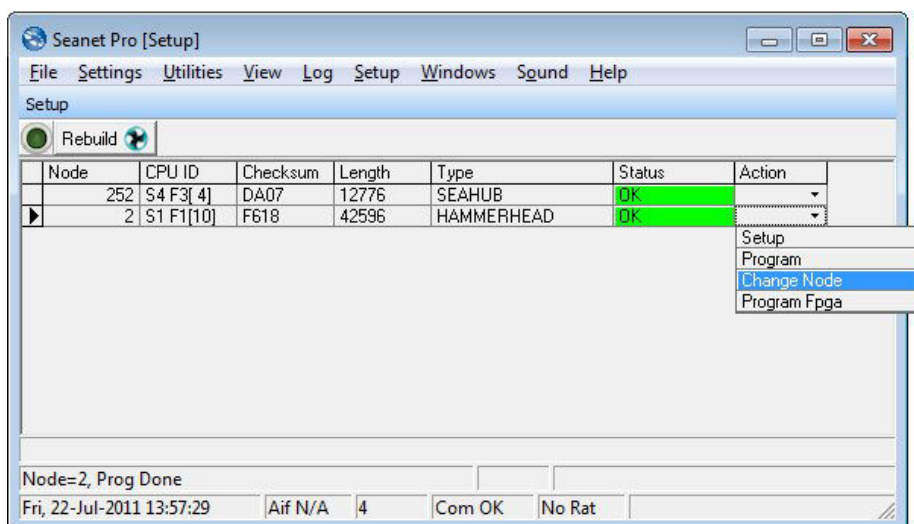 Seanet Pro [Setup]
File Settings Utilities View Log Setup Windows Sound Help
Setup
Rebuild
Node CPU ID Checksum Length Type Status Action
252 S4 F3[ 4] DA07 12776 SEAHUB OK
2 S1 F1[10] F618 42596 HAMMERHEAD OK
Setup
Program
Change Node
Program Fpga
Node=2, Prog Done
Fri, 22-Jul-2011 13:57:29 Aif N/A 4 Com OK No Rat